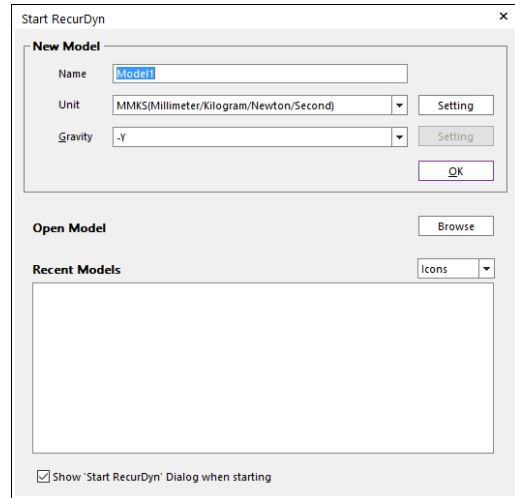 Start RecurDyn
New Model
Name Model1
Unit MMKS(Millimeter/Kilogram/Newton/Second) Setting
Gravity -Y Setting
OK
Open Model Browse
Recent Models Icons
Show 'Start RecurDyn' Dialog when starting